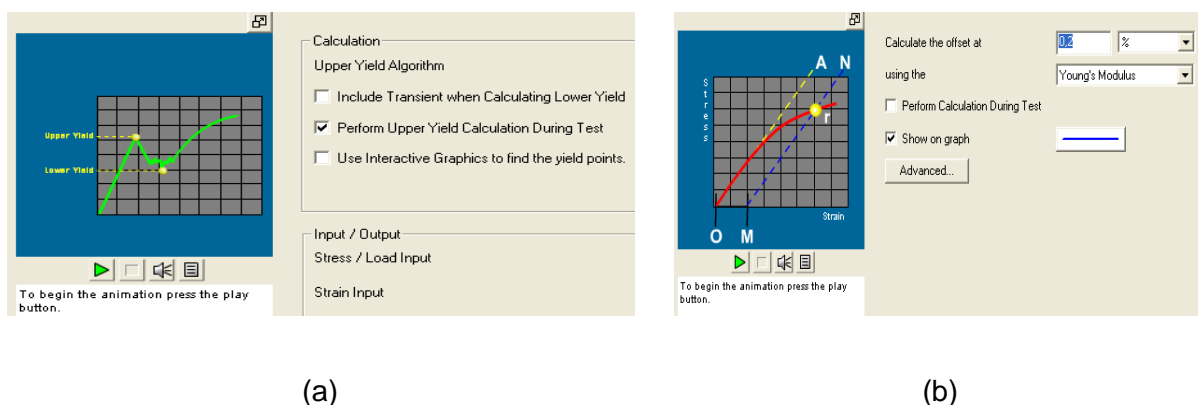 Upper Yield
Lower Yield
To begin the animation press the play
button.
Calculation
Upper Yield Algorithm
Include Transient when Calculating Lower Yield
Perform Upper Yield Calculation During Test
Use Interactive Graphics to find the yield points.
Input / Output
Stress / Load Input
Strain Input
(a)
A N
Stress
r
Strain
O M
To begin the animation press the play
button.
Calculate the offset at 0,2 %
using the Young's Modulus
Perform Calculation During Test
Show on graph
Advanced...
(b)